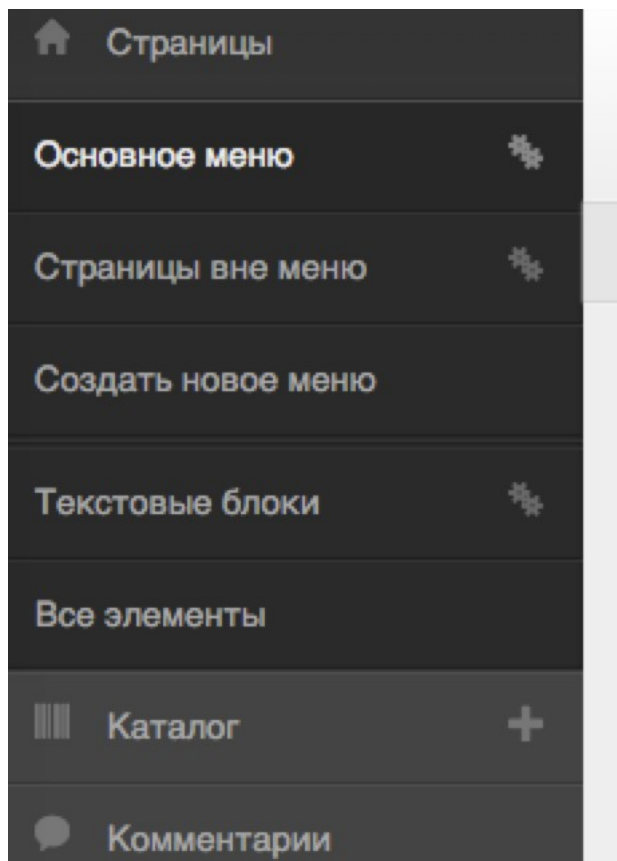 Страницы
Основное меню
Страницы вне меню
Создать новое меню
Текстовые блоки
Все элементы
Каталог
Комментарии